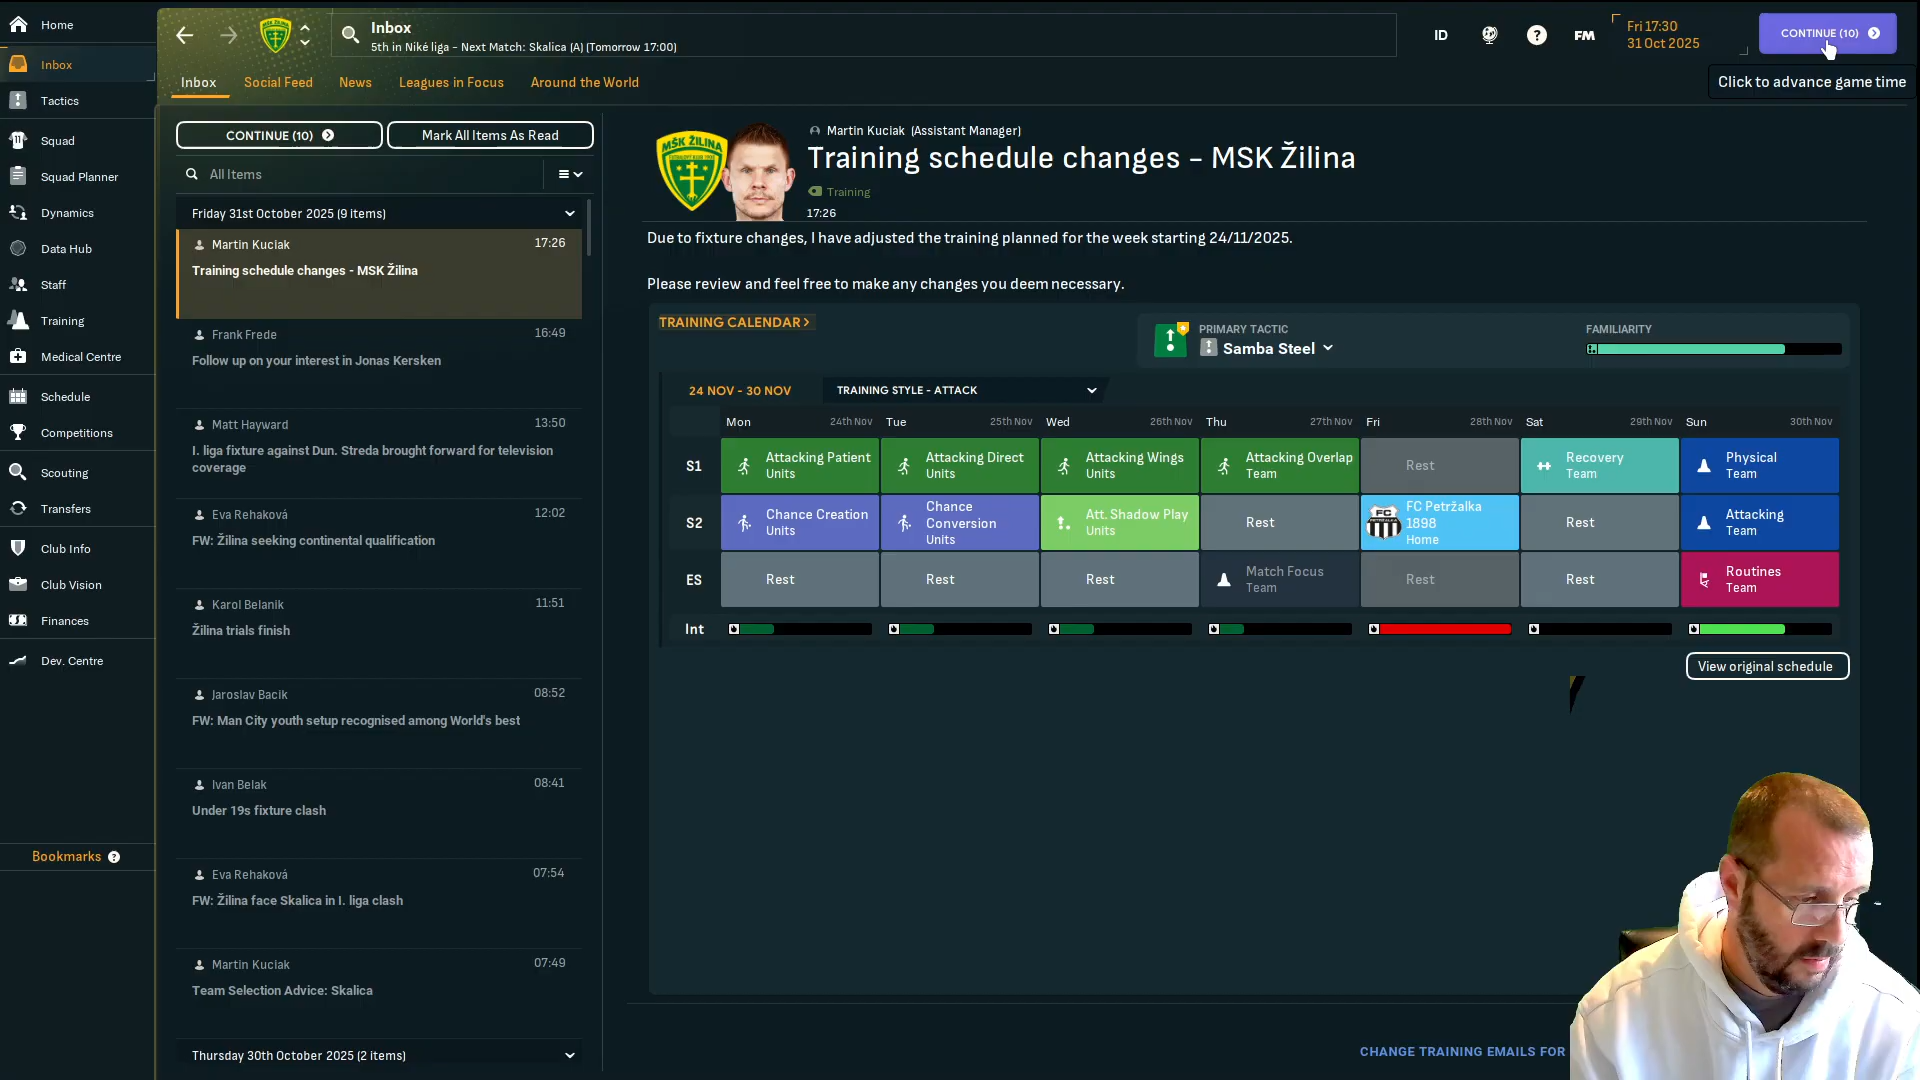 Home
Inbox
Tactics
Squad
Squad Planner
Dynamics
Data Hub
Staff
Training
Medical Centre
Schedule
Competitions
Scouting
Transfers
Club Info
Club Vision
Finances
Dev. Centre
Bookmarks ?
Inbox
5th in Niké liga - Next Match: Skalica (A) (Tomorrow 17:00)
ID
?
FM
Fri 17:30
31 Oct 2025
CONTINUE (10)
Click to advance game time
Inbox Social Feed News Leagues in Focus Around the World
CONTINUE (10)
Mark All Items As Read
All Items
Friday 31st October 2025 (9 items)
Martin Kuciak 17:26
Training schedule changes - MSK Žilina
Frank Frede 16:49
Follow up on your interest in Jonas Kersken
Matt Hayward 13:50
I. liga fixture against Dun. Streda brought forward for television
coverage
Eva Rehaková 12:02
FW: Žilina seeking continental qualification
Karol Belanik 11:51
Žilina trials finish
Jaroslav Bacik 08:52
FW: Man City youth setup recognised among World's best
Ivan Belak 08:41
Under 19s fixture clash
Eva Rehaková 07:54
FW: Žilina face Skalica in I. liga clash
Martin Kuciak 07:49
Team Selection Advice: Skalica
Thursday 30th October 2025 (2 items)
MŠK ŽILINA
Martin Kuciak (Assistant Manager)
Training schedule changes - MSK Žilina
Training
17:26
Due to fixture changes, I have adjusted the training planned for the week starting 24/11/2025.
Please review and feel free to make any changes you deem necessary.
TRAINING CALENDAR >
PRIMARY TACTIC
Samba Steel
FAMILIARITY
24 NOV - 30 NOV
TRAINING STYLE - ATTACK
Mon 24th Nov Tue 25th Nov Wed 26th Nov Thu 27th Nov Fri 28th Nov Sat 29th Nov Sun 30th Nov
S1
Attacking Patient
Units
Attacking Direct
Units
Attacking Wings
Units
Attacking Overlap
Team
Rest
Recovery
Team
Physical
Team
S2
Chance Creation
Units
Chance
Conversion
Units
Att. Shadow Play
Units
Rest
FC Petržalka
1898
Home
Rest
Attacking
Team
ES
Rest
Rest
Rest
Match Focus
Team
Rest
Rest
Routines
Team
Int
View original schedule
CHANGE TRAINING EMAILS FOR